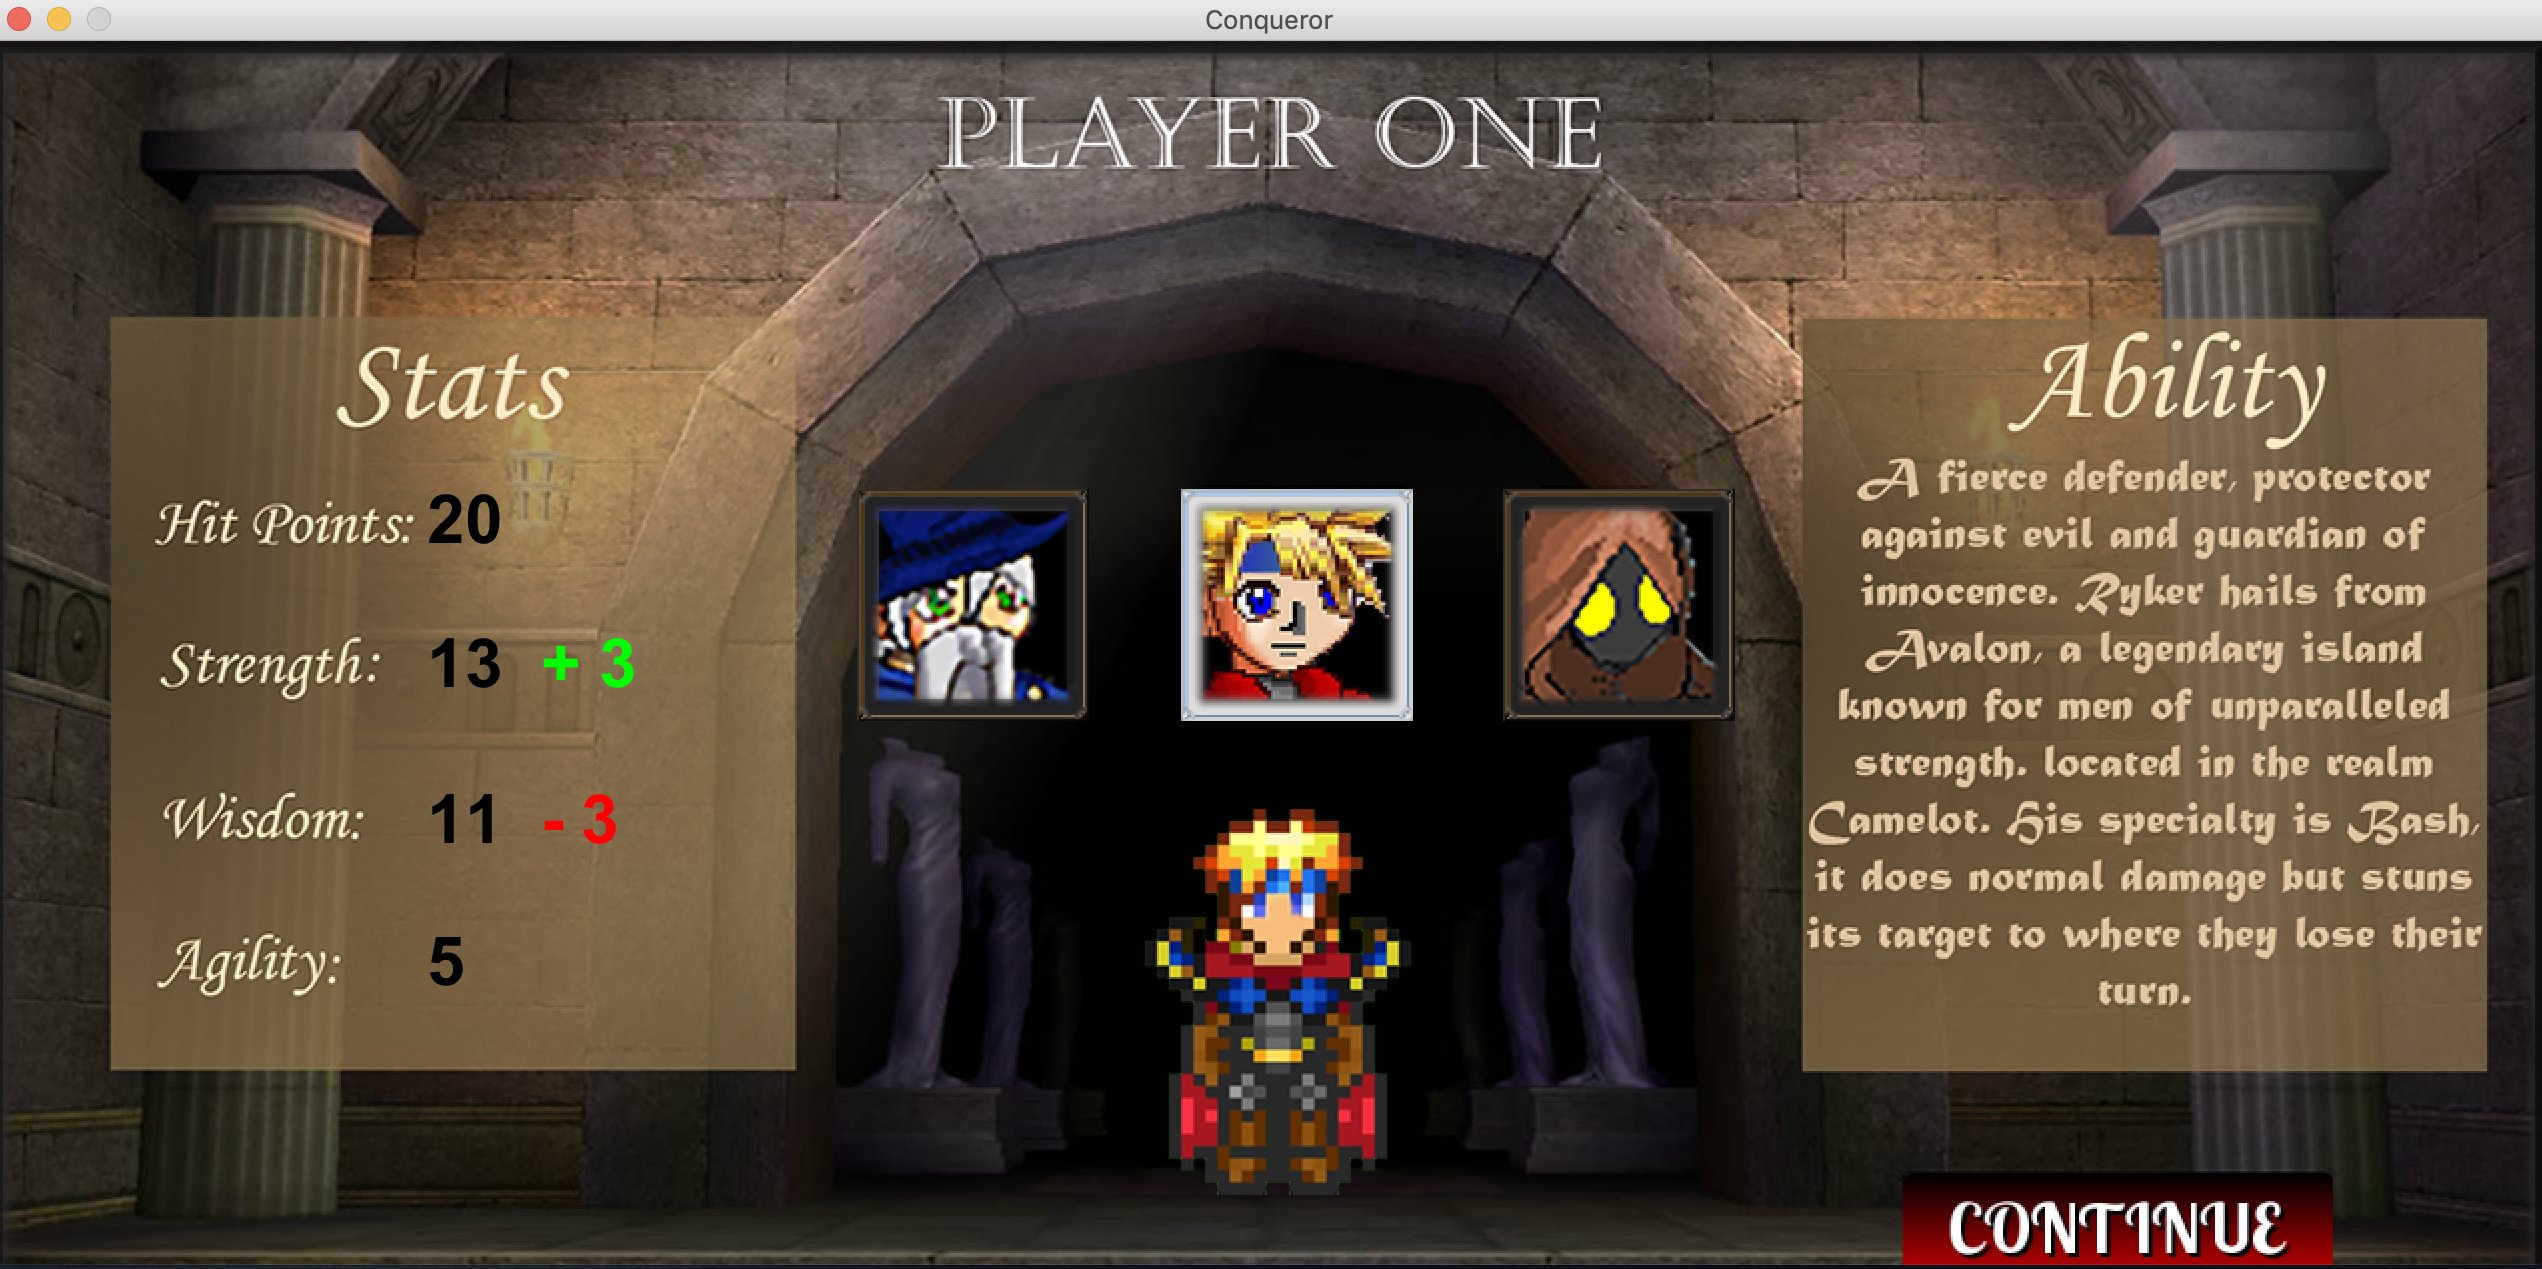 Conqueror
PLAYER ONE
Stats
Hit Points: 20
Strength: 13 + 3
Wisdom: 11 - 3
Agility: 5
Ability
A fierce defender, protector
against evil and guardian of
innocence. Ryker hails from
Avalon, a legendary island
known for men of unparalleled
strength. located in the realm
Camelot. His specialty is Bash,
it does normal damage but stuns
its target to where they lose their
turn.
CONTINUE